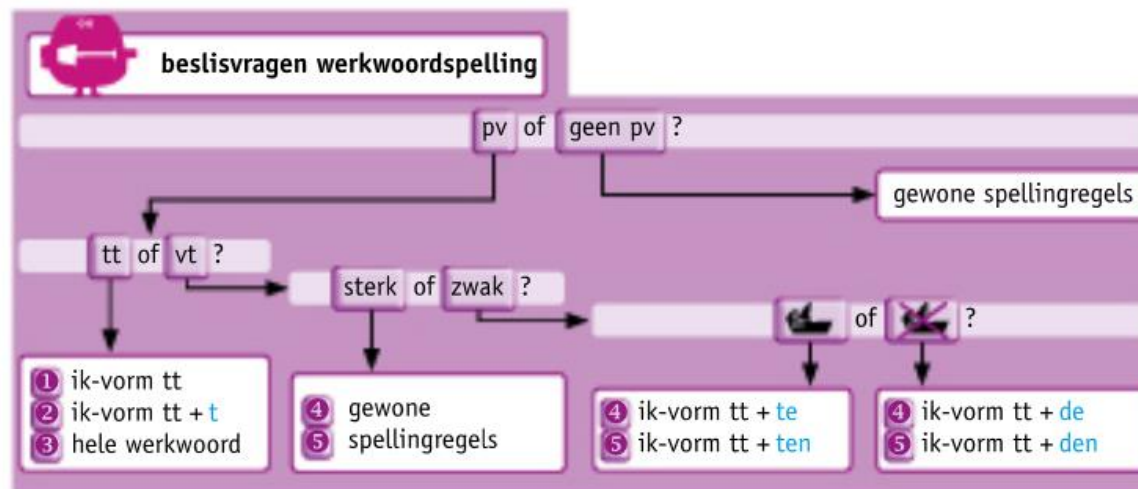 beslisvragen werkwoordspelling
pv of geen pv ?
gewone spellingregels
tt of vt ?
sterk of zwak ?
of ?
1 ik-vorm tt
2 ik-vorm tt + t
3 hele werkwoord
4 gewone
5 spellingregels
4 ik-vorm tt + te
5 ik-vorm tt + ten
4 ik-vorm tt + de
5 ik-vorm tt + den